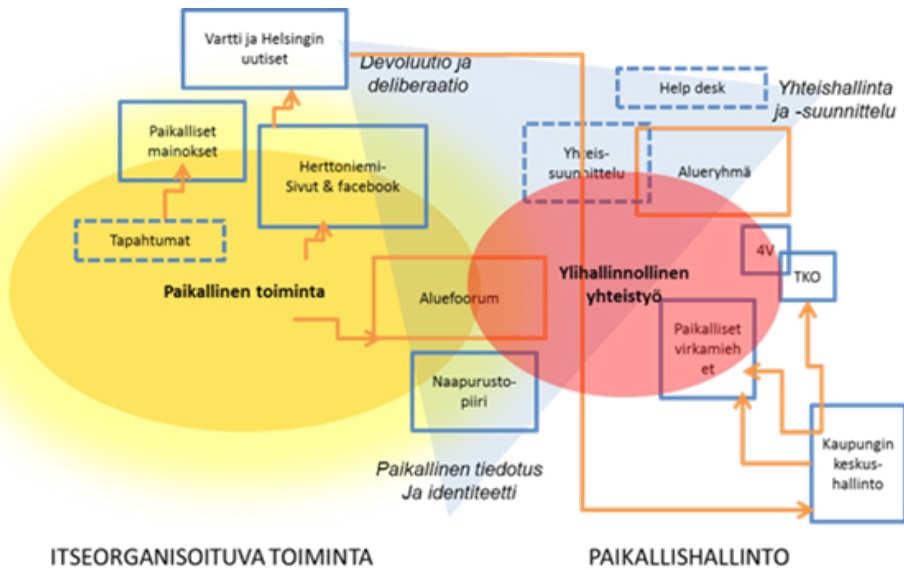 Vartti ja Helsingin
uutiset
Devoluutio ja
deliberaatio
Help desk
Yhteishallinta
ja -suunnittelu
Paikalliset
mainokset
Herttoniemi-
Sivut & facebook
Yhteis-
suunnittelu
Alueryhmä
Tapahtumat
4V
TKO
Paikallinen toiminta
Aluefoorum
Ylihallinnollinen
yhteistyö
Paikalliset
virkamieh
et
Naapurusto-
piiri
Kaupungin
keskus-
hallinto
Paikallinen tiedotus
Ja identiteetti
ITSEORGANISOITUVA TOIMINTA
PAIKALLISHALLINTO